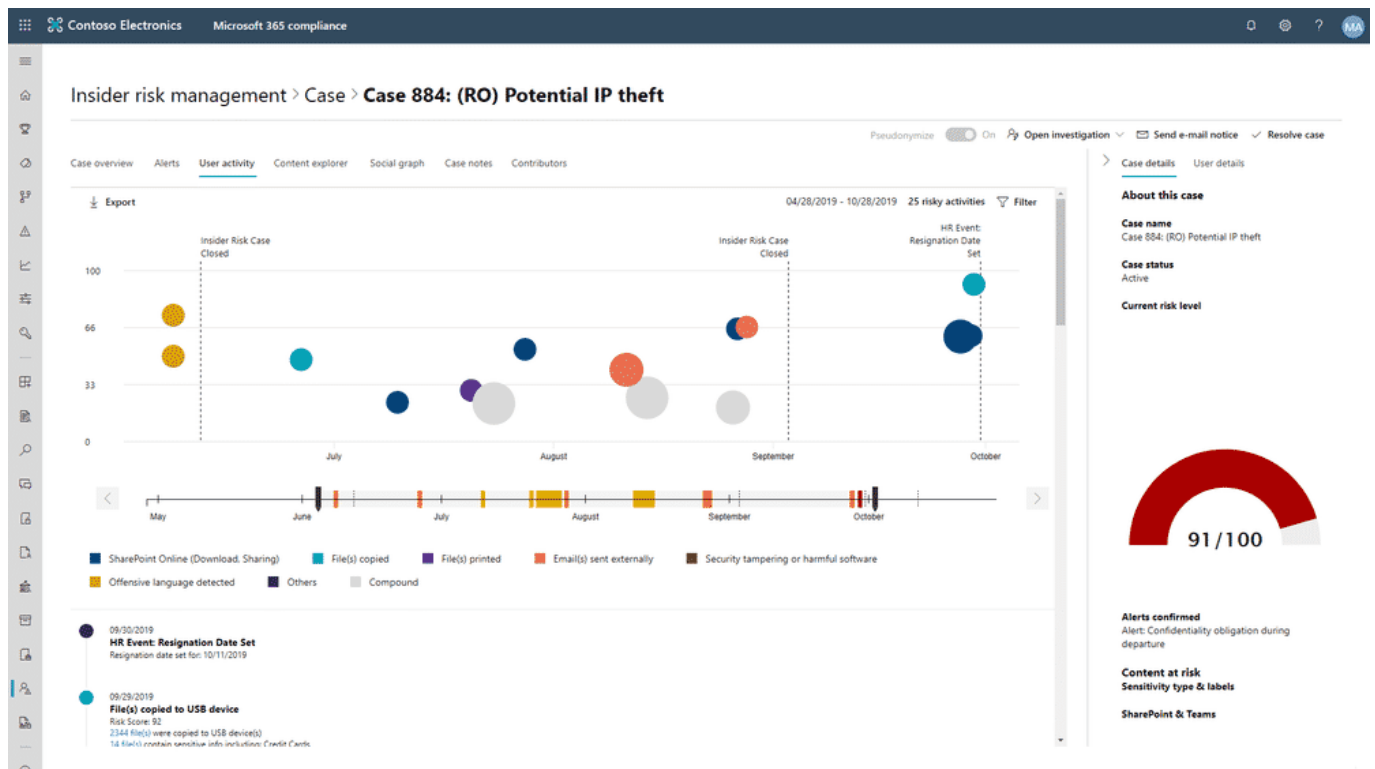 Contoso Electronics Microsoft 365 compliance
MA
Insider risk management > Case > Case 884: (RO) Potential IP theft
Pseudonymize On Open investigation Send e-mail notice Resolve case
Case overview Alerts User activity Content explorer Social graph Case notes Contributors
Export
04/28/2019 - 10/28/2019 25 risky activities Filter
Insider Risk Case
Closed
Insider Risk Case
Closed
HR Event:
Resignation Date
Set
100
66
33
0
July August September October
May June July August September October
SharePoint Online (Download, Sharing) File(s) copied File(s) printed Email(s) sent externally Security tampering or harmful software
Offensive language detected Others Compound
09/30/2019
HR Event: Resignation Date Set
Resignation date set for: 10/11/2019
09/29/2019
File(s) copied to USB device
Risk Score: 92
2344 file(s) were copied to USB device(s)
14 file(s) contain sensitive info including: Credit Cards
Case details User details
About this case
Case name
Case 884: (RO) Potential IP theft
Case status
Active
Current risk level
91/100
Alerts confirmed
Alert: Confidentiality obligation during
departure
Content at risk
Sensitivity type & labels
SharePoint & Teams